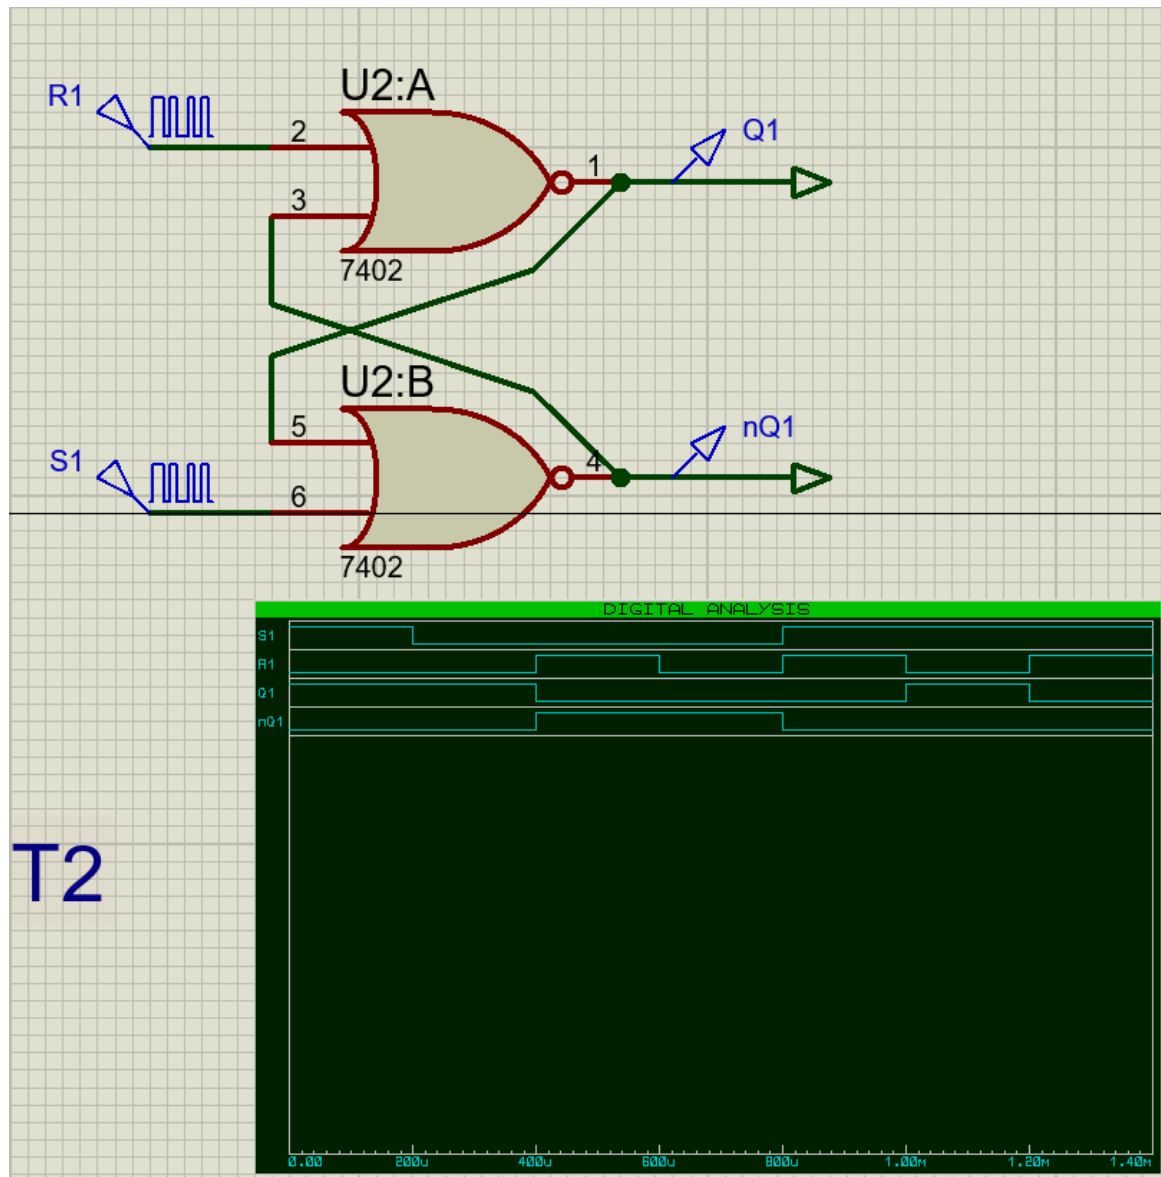 U2:A
R1
2
1
Q1
3
7402
U2:B
5
nQ1
S1
4
6
7402
DIGITAL ANALYSIS
S1
R1
Q1
nQ1
T2
0.00 200u 400u 600u 800u 1.00m 1.20m 1.40m